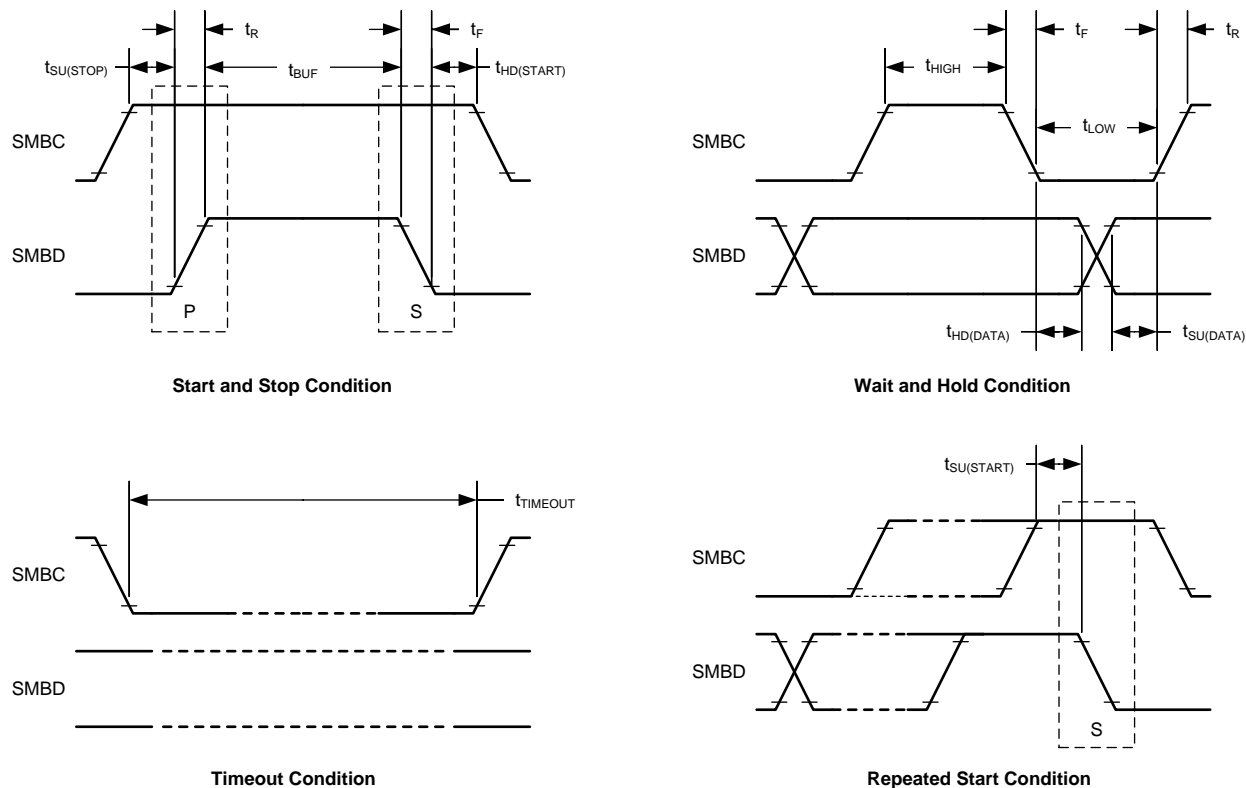 tR
tF
tSU(STOP)
tBUF
tHD(START)
SMBC
SMBD
P
S
Start and Stop Condition
tF
tR
tHIGH
tLOW
SMBC
SMBD
tHD(DATA)
tSU(DATA)
Wait and Hold Condition
tTIMEOUT
SMBC
SMBD
Timeout Condition
tSU(START)
SMBC
SMBD
S
Repeated Start Condition